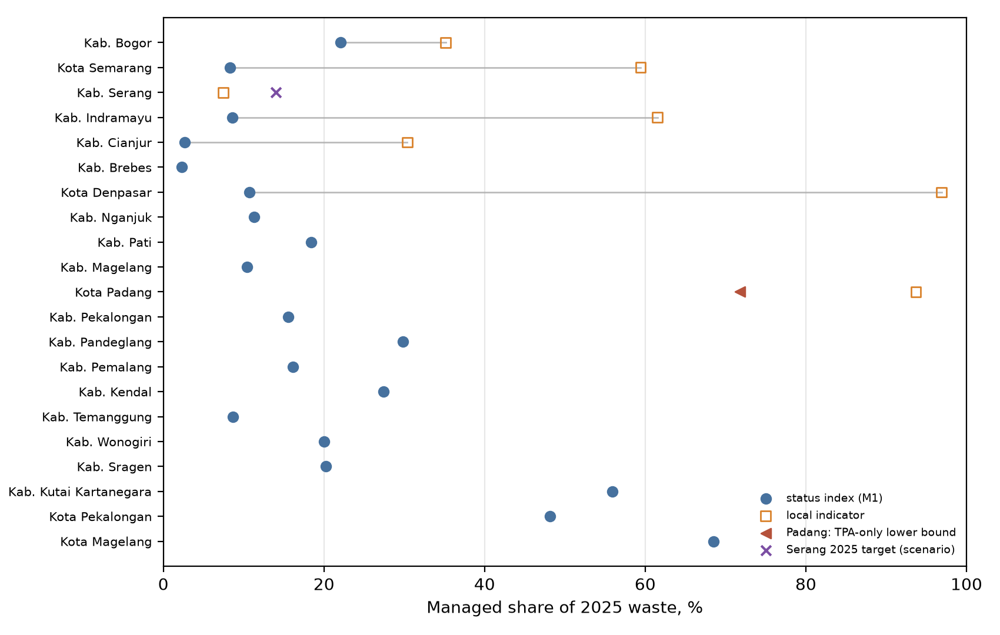 Kab. Bogor
Kota Semarang
Kab. Serang
Kab. Indramayu
Kab. Cianjur
Kab. Brebes
Kota Denpasar
Kab. Nganjuk
Kab. Pati
Kab. Magelang
Kota Padang
Kab. Pekalongan
Kab. Pandeglang
Kab. Pemalang
Kab. Kendal
Kab. Temanggung
Kab. Wonogiri
Kab. Sragen
Kab. Kutai Kartanegara
Kota Pekalongan
Kota Magelang
status index (M1)
local indicator
Padang: TPA-only lower bound
Serang 2025 target (scenario)
0 20 40 60 80 100
Managed share of 2025 waste, %